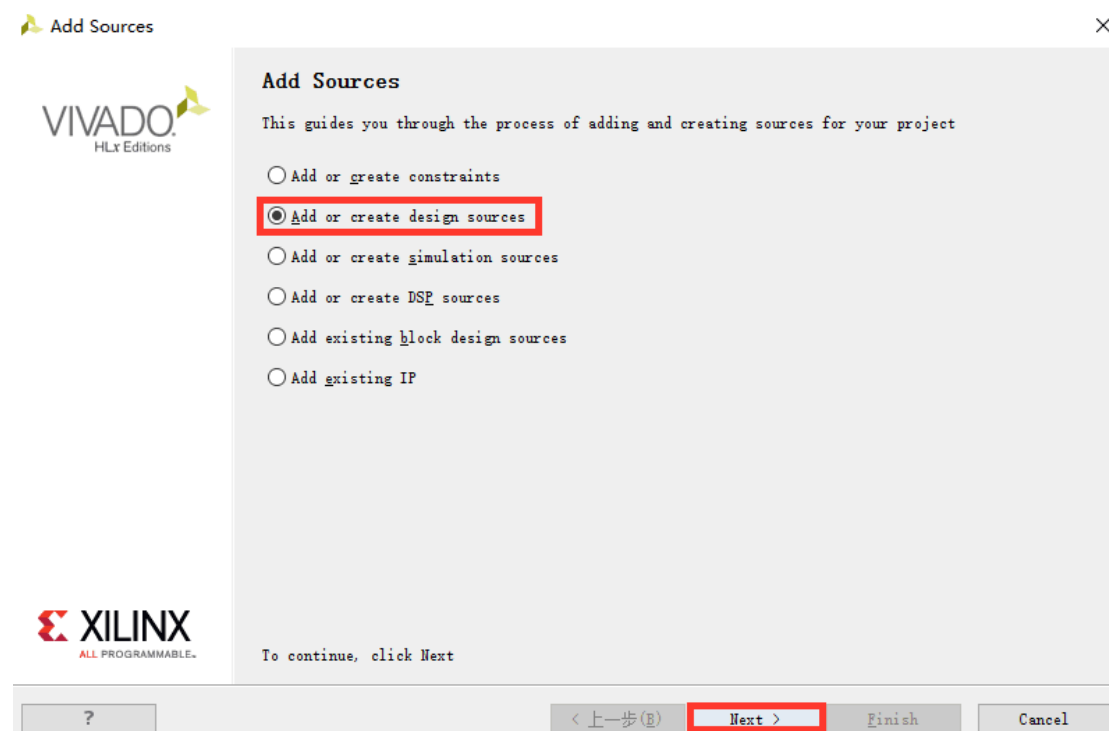 Add Sources
VIVADO.
HLx Editions
Add Sources
This guides you through the process of adding and creating sources for your project
Add or create constraints
Add or create design sources
Add or create simulation sources
Add or create DSP sources
Add existing block design sources
Add existing IP
XILINX
ALL PROGRAMMABLE™
To continue, click Next
?
< 上一步(B)
Next >
Finish
Cancel